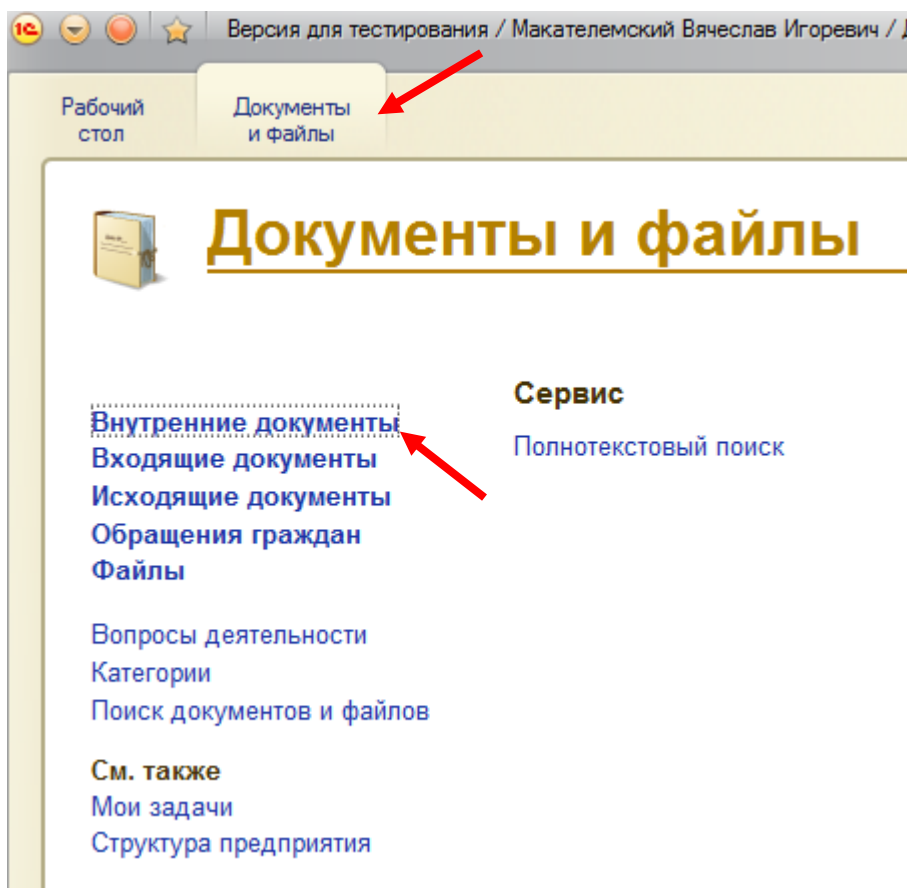 1С Версия для тестирования / Макателемский Вячеслав Игоревич /
Рабочий
стол
Документы
и файлы
Документы и файлы
Внутренние документы
Входящие документы
Исходящие документы
Обращения граждан
Файлы
Вопросы деятельности
Категории
Поиск документов и файлов
См. также
Мои задачи
Структура предприятия
Сервис
Полнотекстовый поиск